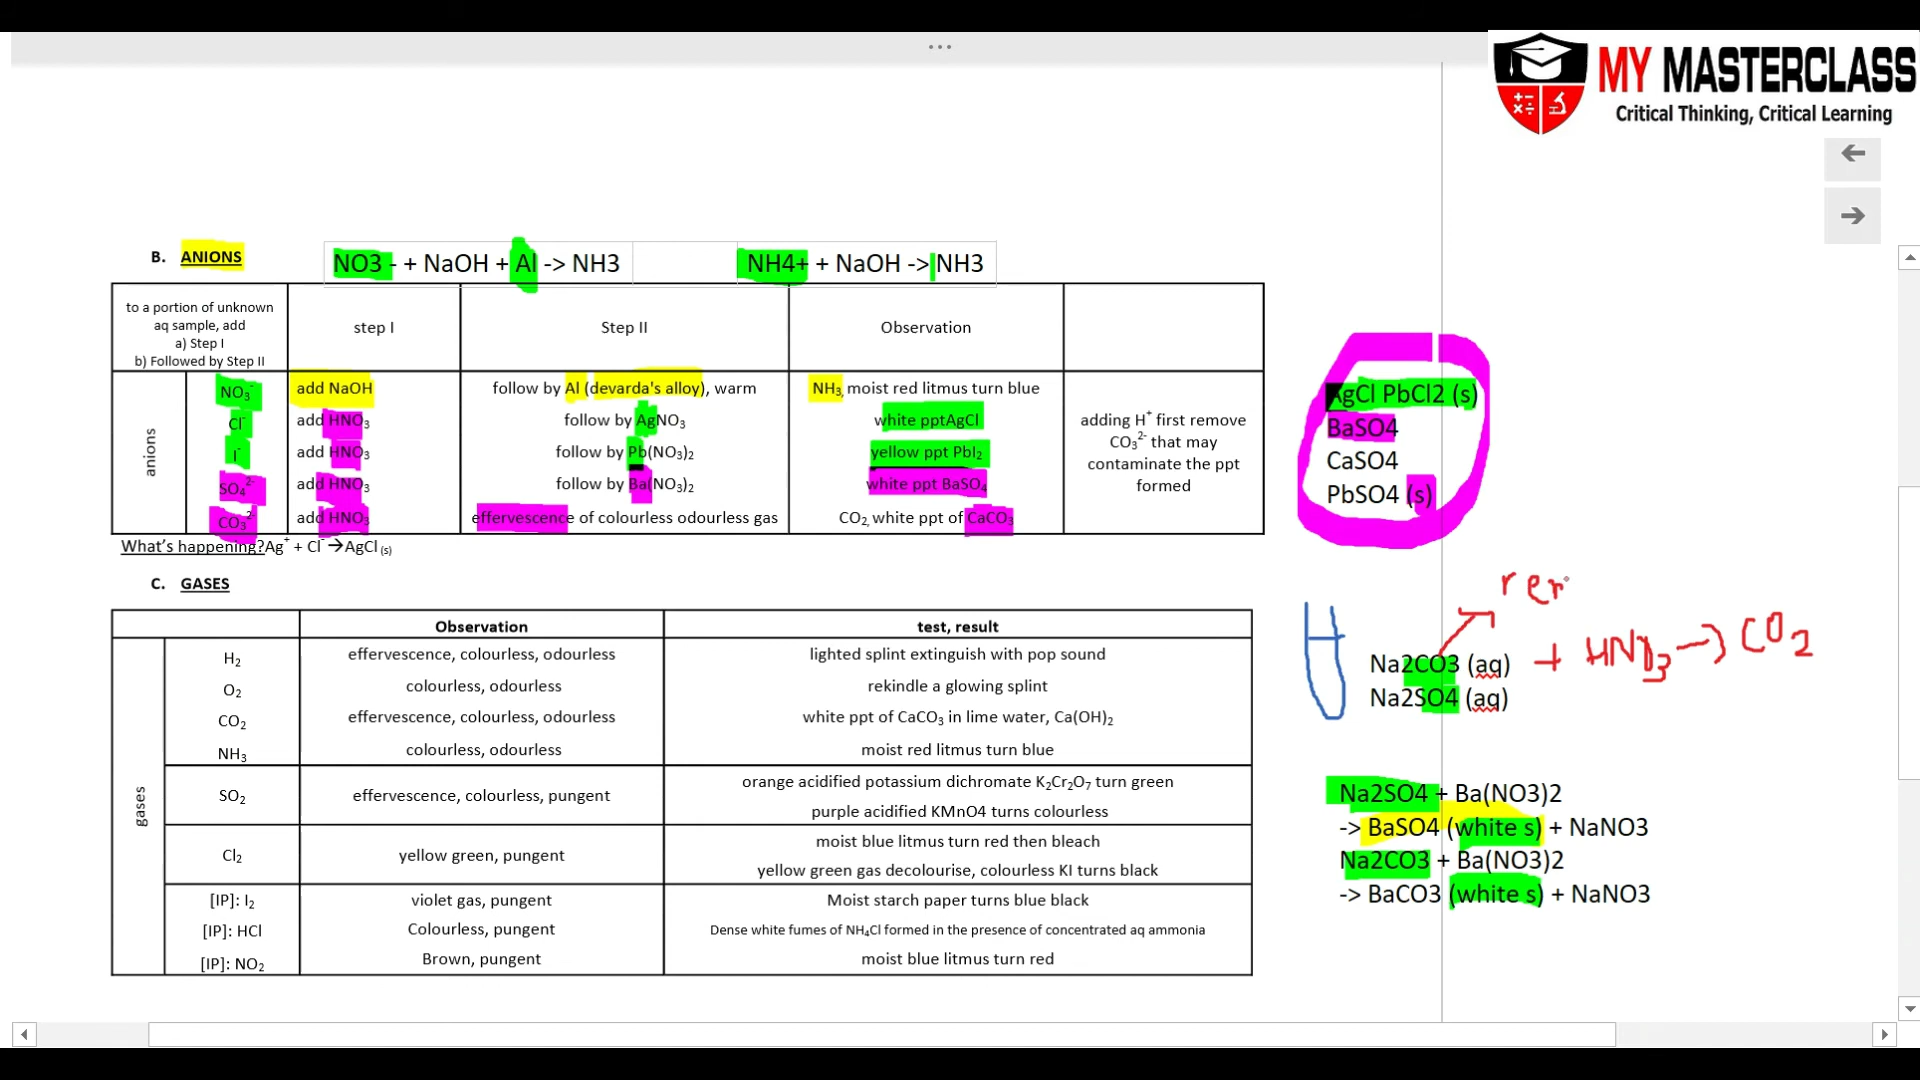 MY MASTERCLASS
Critical Thinking, Critical Learning
B. ANIONS
NO3 - + NaOH + Al -> NH3
NH4+ + NaOH -> NH3
to a portion of unknown aq sample, add a) Step I b) Followed by Step II | step I | Step II | Observation
anions
NO₃⁻ | add NaOH | follow by Al (devarda's alloy), warm | NH₃, moist red litmus turn blue
Cl⁻ | add HNO₃ | follow by AgNO₃ | white pptAgCl
I⁻ | add HNO₃ | follow by Pb(NO₃)₂ | yellow ppt PbI₂
SO₄²⁻ | add HNO₃ | follow by Ba(NO₃)₂ | white ppt BaSO₄
CO₃²⁻ | add HNO₃ | effervescence of colourless odourless gas | CO₂, white ppt of CaCO₃
adding H⁺ first remove
CO₃²⁻ that may
contaminate the ppt
formed
What's happening?Ag⁺ + Cl⁻ →AgCl (s)
AgCl PbCl2 (s)
BaSO4
CaSO4
PbSO4 (s)
C. GASES
Observation | test, result
gases
H₂ | effervescence, colourless, odourless | lighted splint extinguish with pop sound
O₂ | colourless, odourless | rekindle a glowing splint
CO₂ | effervescence, colourless, odourless | white ppt of CaCO₃ in lime water, Ca(OH)₂
NH₃ | colourless, odourless | moist red litmus turn blue
SO₂ | effervescence, colourless, pungent | orange acidified potassium dichromate K₂Cr₂O₇ turn green
purple acidified KMnO4 turns colourless
Cl₂ | yellow green, pungent | moist blue litmus turn red then bleach
yellow green gas decolourise, colourless KI turns black
[IP]: I₂ | violet gas, pungent | Moist starch paper turns blue black
[IP]: HCl | Colourless, pungent | Dense white fumes of NH₄Cl formed in the presence of concentrated aq ammonia
[IP]: NO₂ | Brown, pungent | moist blue litmus turn red
Na2CO3 (aq) + HNO3 → CO2
Na2SO4 (aq)
Na2SO4 + Ba(NO3)2
-> BaSO4 (white s) + NaNO3
Na2CO3 + Ba(NO3)2
-> BaCO3 (white s) + NaNO3